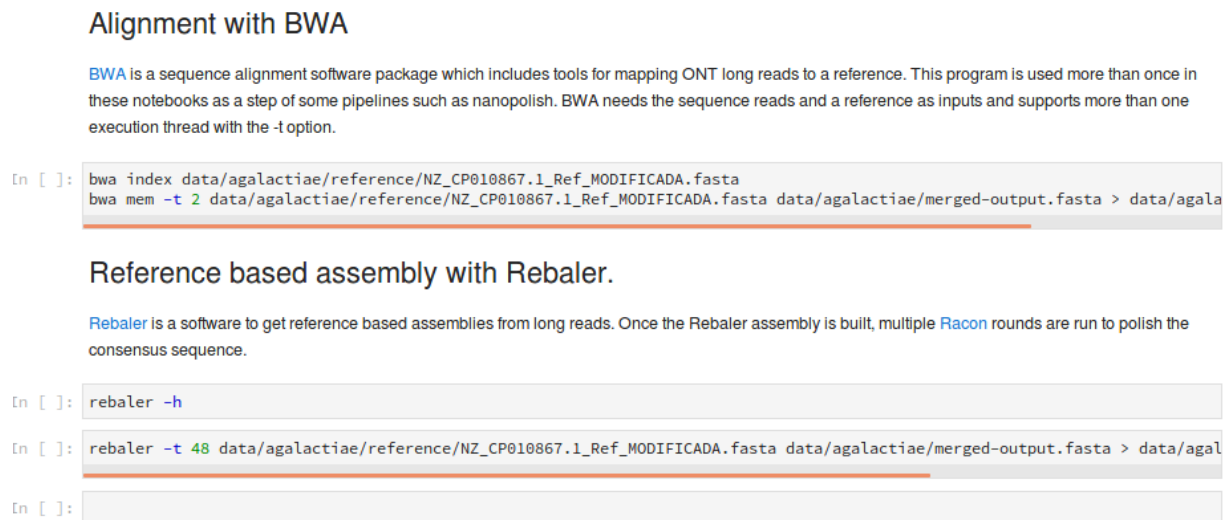 Alignment with BWA
BWA is a sequence alignment software package which includes tools for mapping ONT long reads to a reference. This program is used more than once in
these notebooks as a step of some pipelines such as nanopolish. BWA needs the sequence reads and a reference as inputs and supports more than one
execution thread with the -t option.
In [ ]: bwa index data/agalactiae/reference/NZ_CP010867.1_Ref_MODIFICADA.fasta
bwa mem -t 2 data/agalactiae/reference/NZ_CP010867.1_Ref_MODIFICADA.fasta data/agalactiae/merged-output.fasta > data/agala
Reference based assembly with Rebaler.
Rebaler is a software to get reference based assemblies from long reads. Once the Rebaler assembly is built, multiple Racon rounds are run to polish the
consensus sequence.
In [ ]: rebaler -h
In [ ]: rebaler -t 48 data/agalactiae/reference/NZ_CP010867.1_Ref_MODIFICADA.fasta data/agalactiae/merged-output.fasta > data/agal
In [ ]: